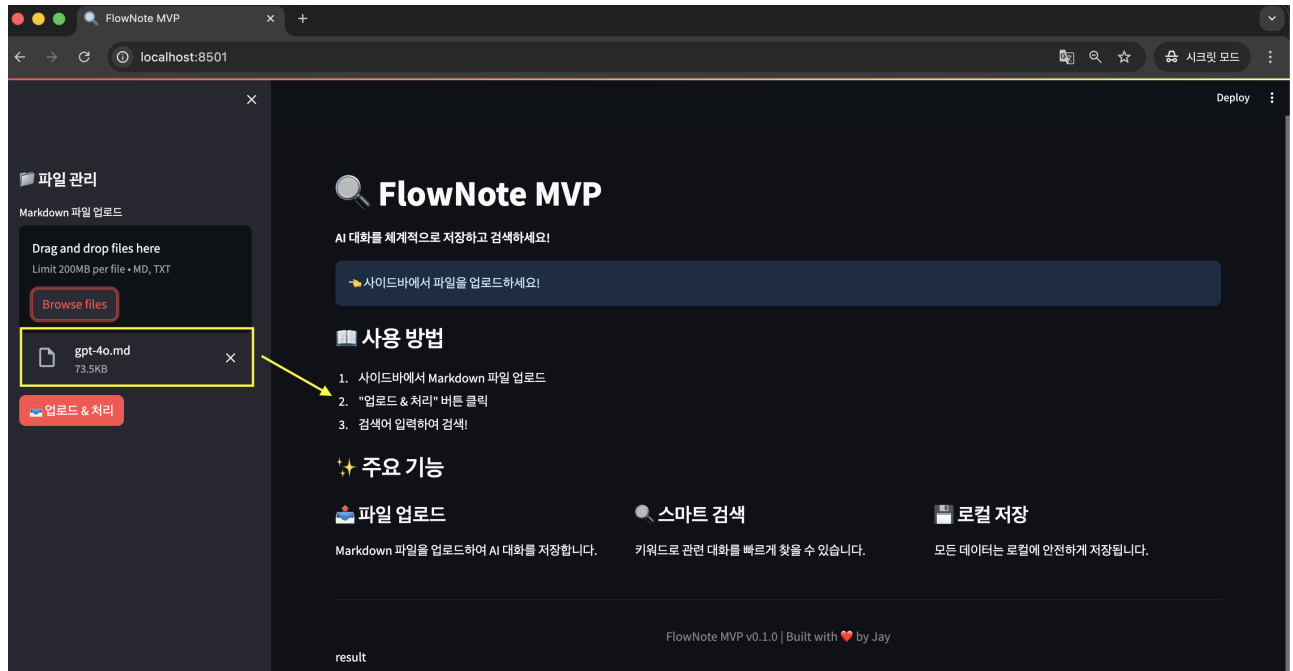 FlowNote MVP
localhost:8501
시크릿 모드
Deploy
파일 관리
Markdown 파일 업로드
Drag and drop files here
Limit 200MB per file • MD, TXT
Browse files
gpt-4o.md
73.5KB
업로드 & 처리
FlowNote MVP
AI 대화를 체계적으로 저장하고 검색하세요!
사이드바에서 파일을 업로드하세요!
사용 방법
1. 사이드바에서 Markdown 파일 업로드
2. "업로드 & 처리" 버튼 클릭
3. 검색어 입력하여 검색!
주요 기능
파일 업로드
Markdown 파일을 업로드하여 AI 대화를 저장합니다.
스마트 검색
키워드로 관련 대화를 빠르게 찾을 수 있습니다.
로컬 저장
모든 데이터는 로컬에 안전하게 저장됩니다.
FlowNote MVP v0.1.0 | Built with ❤️ by Jay
result